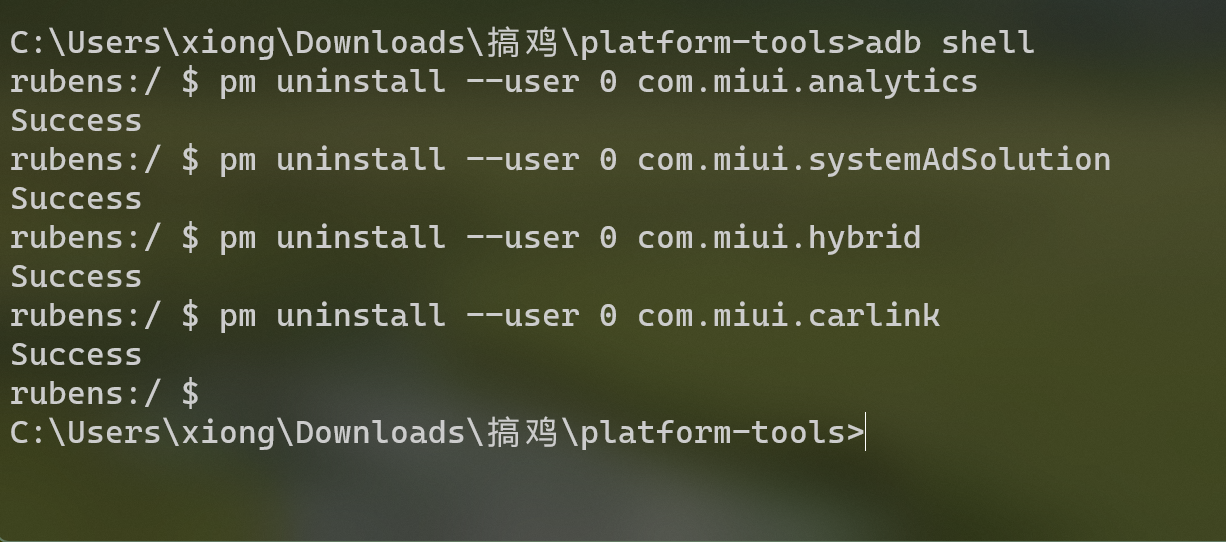 C:\Users\xiong\Downloads\搞鸡\platform-tools>adb shell
rubens:/ $ pm uninstall --user 0 com.miui.analytics
Success
rubens:/ $ pm uninstall --user 0 com.miui.systemAdSolution
Success
rubens:/ $ pm uninstall --user 0 com.miui.hybrid
Success
rubens:/ $ pm uninstall --user 0 com.miui.carlink
Success
rubens:/ $
C:\Users\xiong\Downloads\搞鸡\platform-tools>